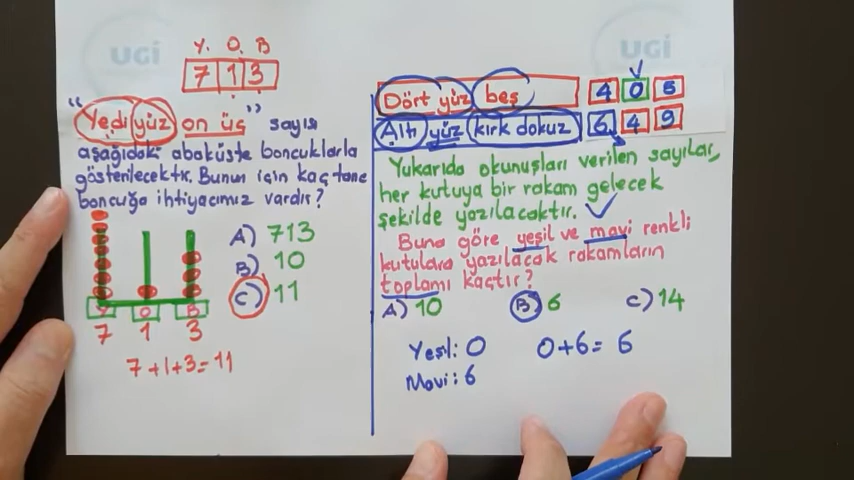 UGİ
Y. O. B
7 1 3
"Yedi yüz on üç" sayısı
aşağıdaki abaküste boncuklarla
gösterilecektir. Bunun için kaç tane
boncuğa ihtiyacımız vardır?
A) 713
B) 10
C) 11
Y O B
7 1 3
7+1+3=11
UGİ
Dört yüz beş 4 0 5
Altı yüz kırk dokuz 6 4 9
Yukarıda okunuşları verilen sayılar,
her kutuya bir rakam gelecek
şekilde yazılacaktır.
Buna göre yeşil ve mavi renkli
kutulara yazılacak rakamların
toplamı kaçtır?
A) 10 B) 6 C) 14
Yeşil: 0 0+6= 6
Mavi: 6